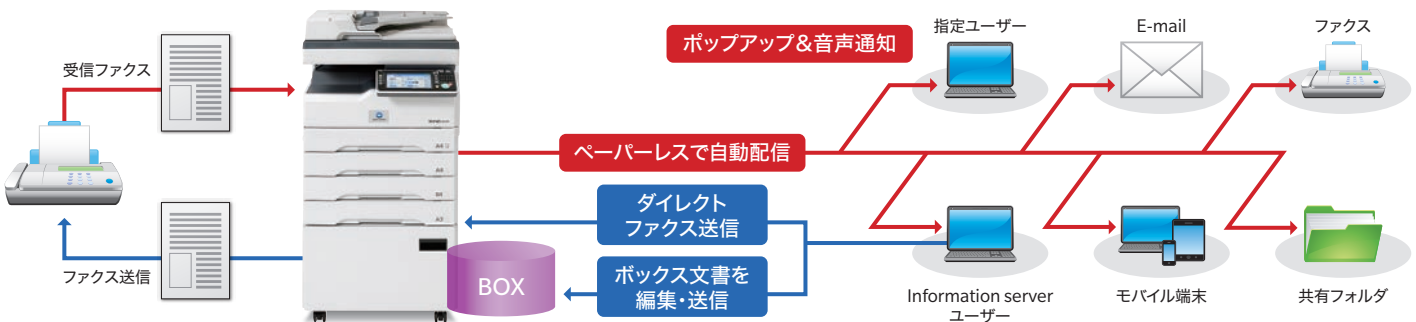 受信ファクス
ファクス送信
BOX
ポップアップ&音声通知
ペーパーレスで自動配信
ダイレクト
ファクス送信
ボックス文書を
編集・送信
指定ユーザー
E-mail
ファクス
Information server
ユーザー
モバイル端末
共有フォルダ